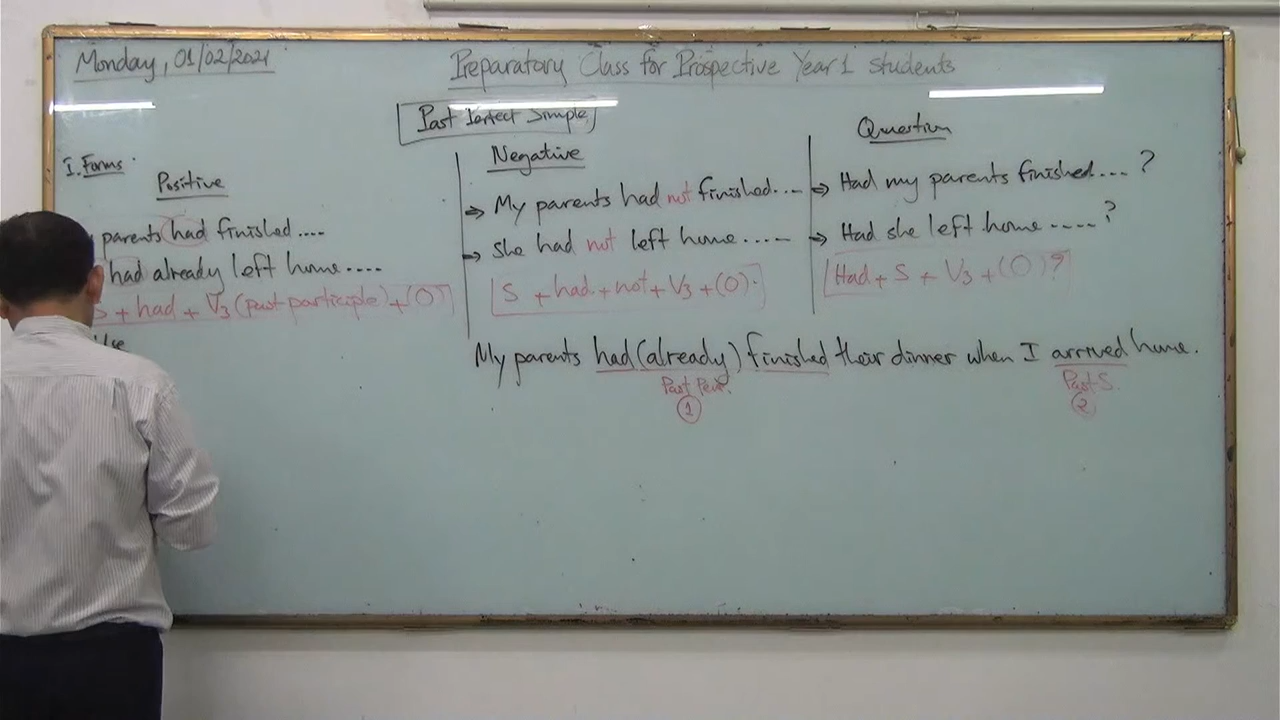 Monday, 01/02/2021
Preparatory Class for Prospective Year 1 students
Past Perfect Simple
I. Forms
Positive
parents had finished ....
had already left home ....
S + had + V3 (past participle) + (O)
Use
Negative
⇒ My parents had not finished ....
⇒ She had not left home .....
S + had + not + V3 + (O).
Question
⇒ Had my parents finished .... ?
⇒ Had she left home ..... ?
Had + S + V3 + (O) ?
My parents had (already) finished their dinner when I arrived home.
Past Perf.
1
Past S.
2